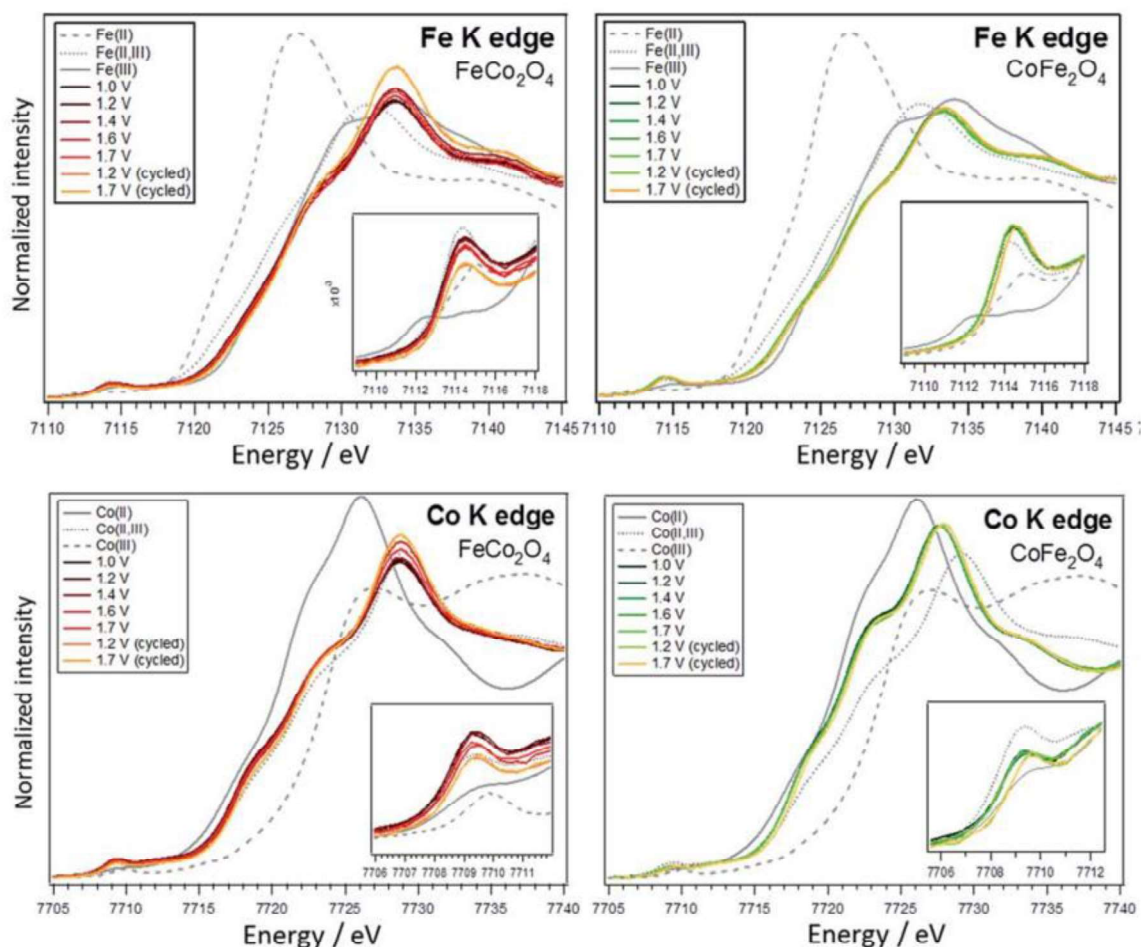 Fe K edge
FeCo₂O₄
Fe(II)
Fe(II,III)
Fe(III)
1.0 V
1.2 V
1.4 V
1.6 V
1.7 V
1.2 V (cycled)
1.7 V (cycled)
Normalized intensity
x10⁻³
7110 7112 7114 7116 7118
7110 7115 7120 7125 7130 7135 7140 7145
Energy / eV
Fe K edge
CoFe₂O₄
Fe(II)
Fe(II,III)
Fe(III)
1.0 V
1.2 V
1.4 V
1.6 V
1.7 V
1.2 V (cycled)
1.7 V (cycled)
7110 7112 7114 7116 7118
7110 7115 7120 7125 7130 7135 7140 7145 7
Energy / eV
Co K edge
FeCo₂O₄
Co(II)
Co(II,III)
Co(III)
1.0 V
1.2 V
1.4 V
1.6 V
1.7 V
1.2 V (cycled)
1.7 V (cycled)
Normalized intensity
7706 7707 7708 7709 7710 7711
7705 7710 7715 7720 7725 7730 7735 7740
Energy / eV
Co K edge
CoFe₂O₄
Co(II)
Co(II,III)
Co(III)
1.0 V
1.2 V
1.4 V
1.6 V
1.7 V
1.2 V (cycled)
1.7 V (cycled)
7706 7708 7710 7712
7705 7710 7715 7720 7725 7730 7735 7740
Energy / eV